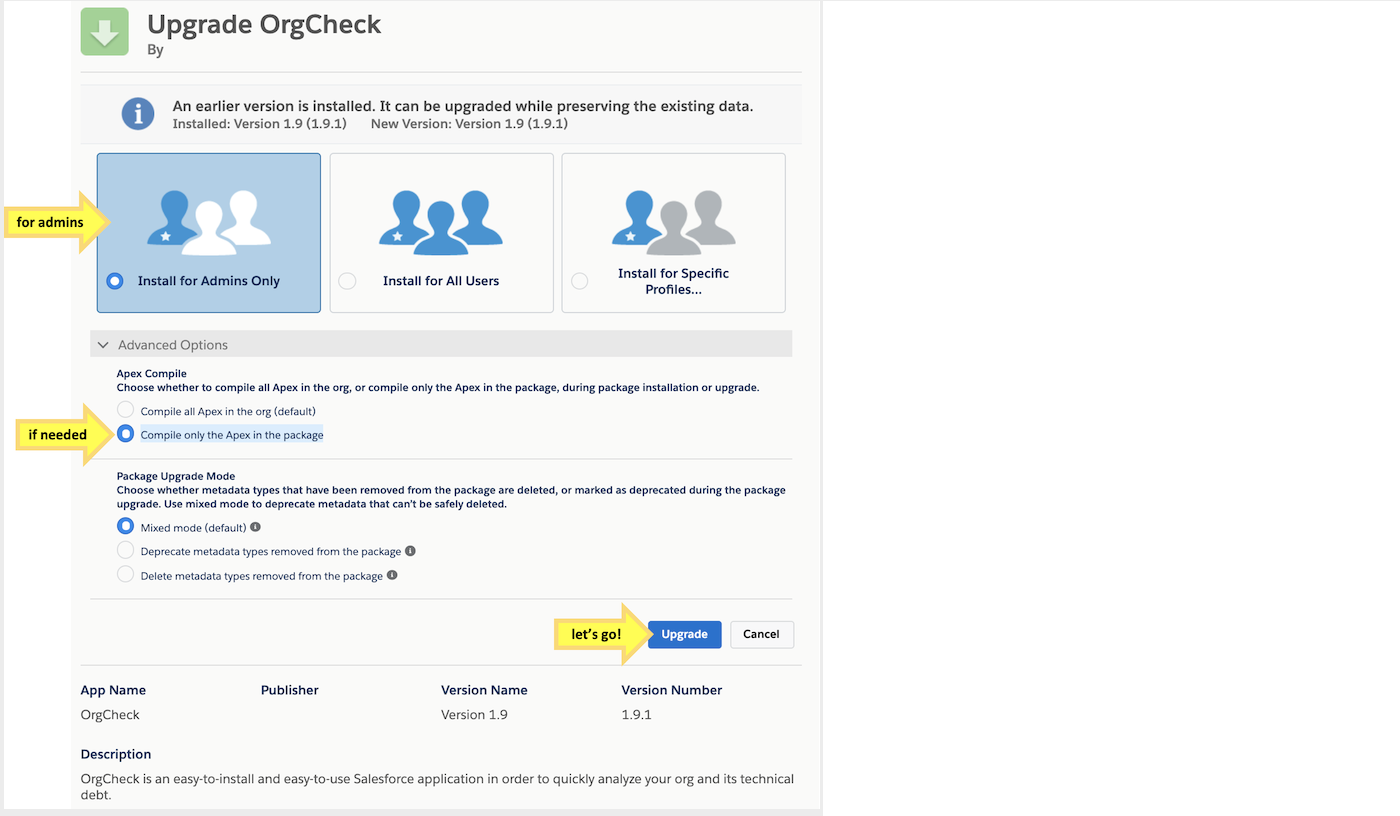 Upgrade OrgCheck
By
An earlier version is installed. It can be upgraded while preserving the existing data.
Installed: Version 1.9 (1.9.1) New Version: Version 1.9 (1.9.1)
for admins
Install for Admins Only
Install for All Users
Install for Specific
Profiles...
Advanced Options
Apex Compile
Choose whether to compile all Apex in the org, or compile only the Apex in the package, during package installation or upgrade.
Compile all Apex in the org (default)
if needed
Compile only the Apex in the package
Package Upgrade Mode
Choose whether metadata types that have been removed from the package are deleted, or marked as deprecated during the package
upgrade. Use mixed mode to deprecate metadata that can't be safely deleted.
Mixed mode (default)
Deprecate metadata types removed from the package
Delete metadata types removed from the package
let's go!
Upgrade Cancel
App Name Publisher Version Name Version Number
OrgCheck Version 1.9 1.9.1
Description
OrgCheck is an easy-to-install and easy-to-use Salesforce application in order to quickly analyze your org and its technical
debt.